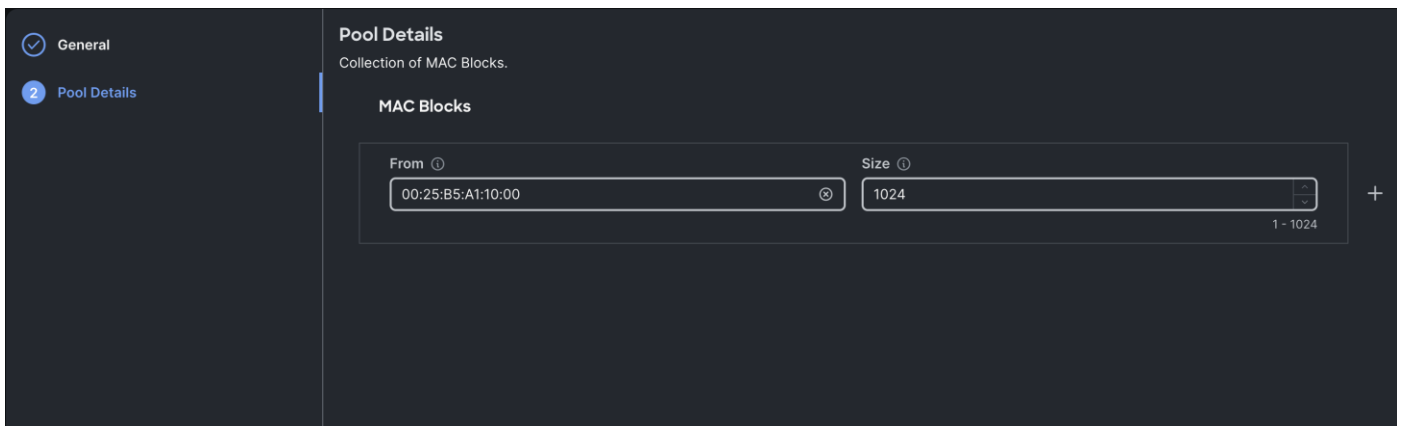 General
2 Pool Details
Pool Details
Collection of MAC Blocks.
MAC Blocks
From
Size
00:25:B5:A1:10:00
1024
1 - 1024